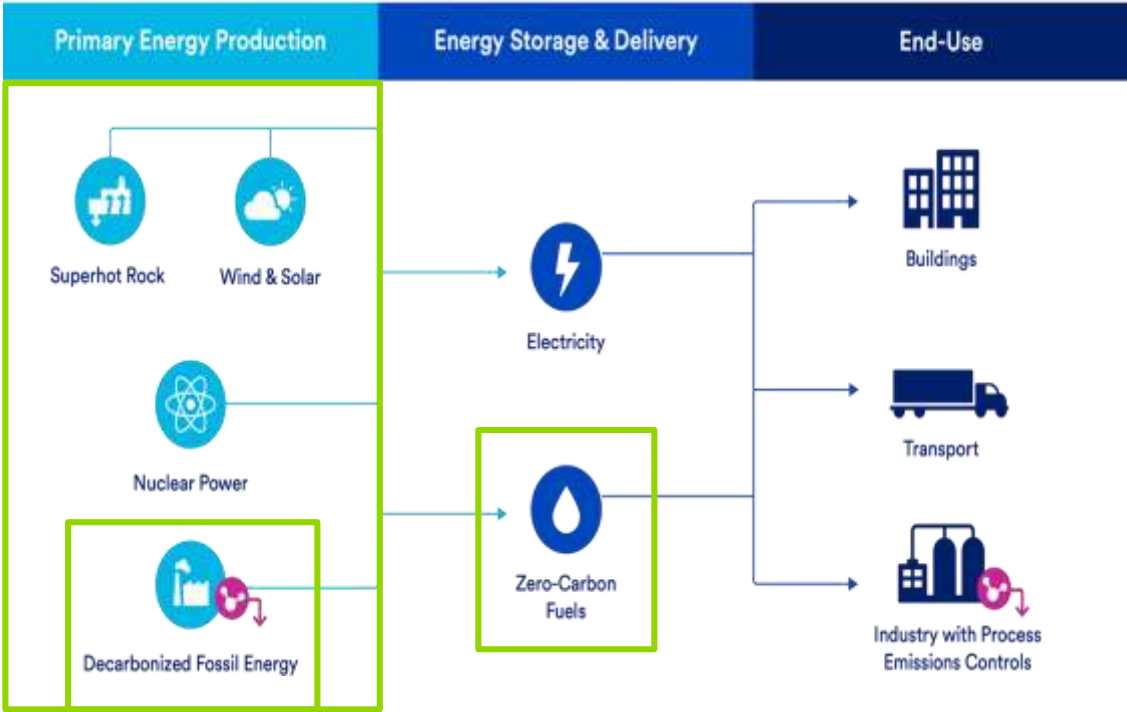 Primary Energy Production
Energy Storage & Delivery
End-Use
Superhot Rock
Wind & Solar
Nuclear Power
Decarbonized Fossil Energy
Electricity
Zero-Carbon
Fuels
Buildings
Transport
Industry with Process
Emissions Controls